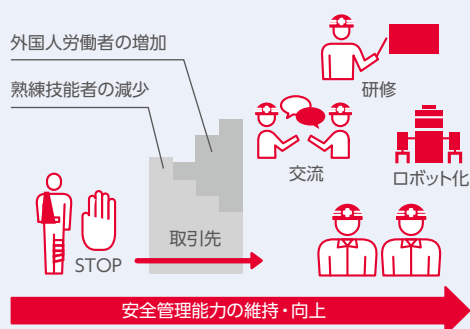 外国人労働者の増加
熟練技能者の減少
研修
交流
ロボット化
取引先
STOP
安全管理能力の維持・向上